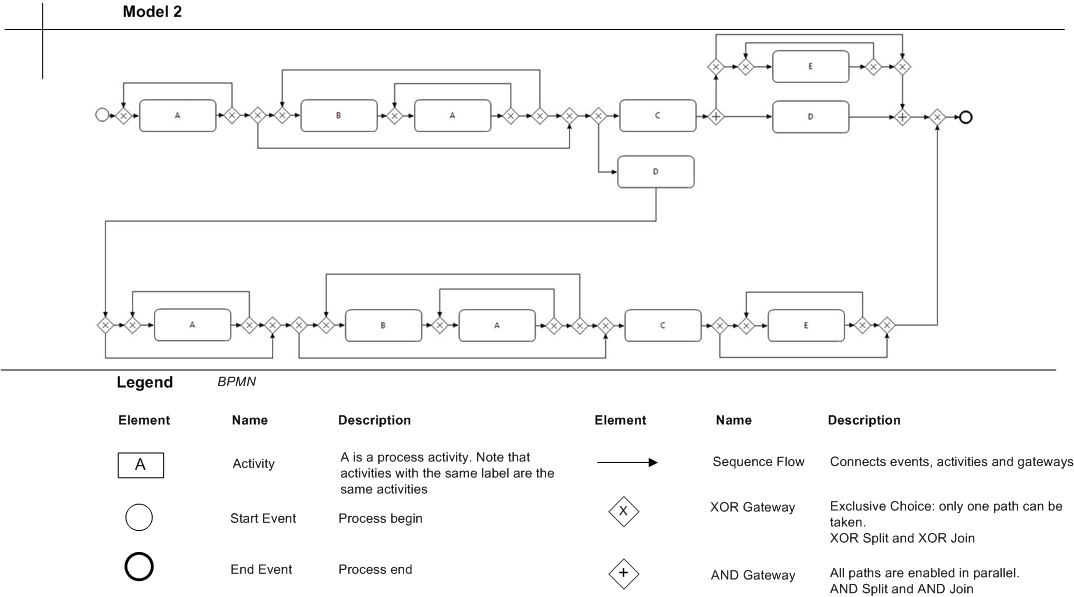 Model 2
E
A
B
A
C
D
D
A
B
A
C
E
Legend BPMN
Element Name Description Element Name Description
A Activity A is a process activity. Note that
activities with the same label are the
same activities
Sequence Flow Connects events, activities and gateways
X XOR Gateway Exclusive Choice: only one path can be
taken.
XOR Split and XOR Join
Start Event Process begin
End Event Process end
+ AND Gateway All paths are enabled in parallel.
AND Split and AND Join